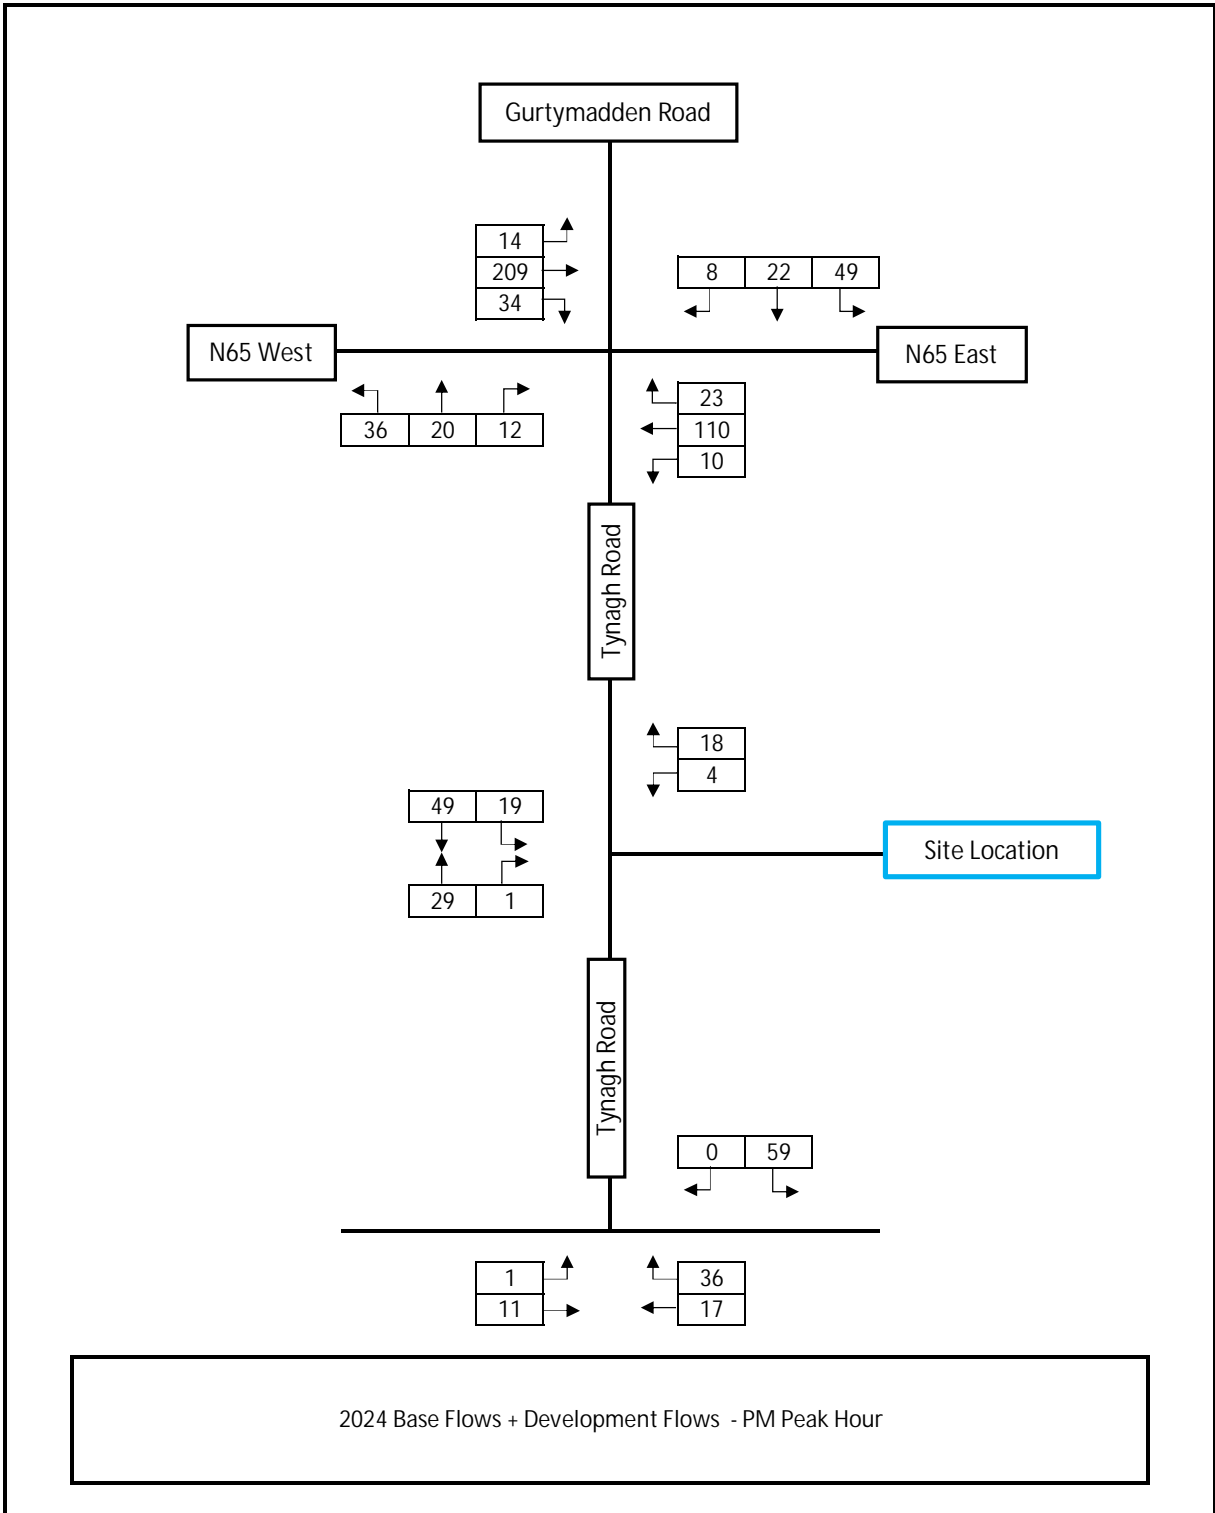 Gurtymadden Road
14
209
34
8 22 49
N65 West
N65 East
36 20 12
23
110
10
Tynagh Road
18
4
49 19
Site Location
29 1
Tynagh Road
0 59
1
11
36
17
2024 Base Flows + Development Flows - PM Peak Hour